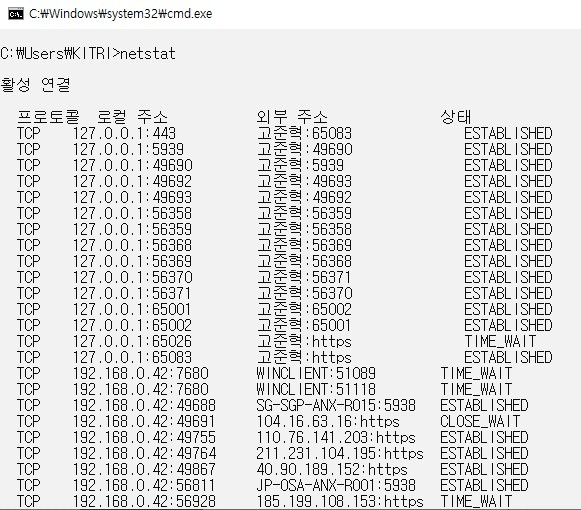 C:₩Windows₩system32₩cmd.exe
C:₩Users₩KITRI>netstat
활성 연결
프로토콜 로컬 주소 외부 주소 상태
TCP 127.0.0.1:443 고준혁:65083 ESTABLISHED
TCP 127.0.0.1:5939 고준혁:49690 ESTABLISHED
TCP 127.0.0.1:49690 고준혁:5939 ESTABLISHED
TCP 127.0.0.1:49692 고준혁:49693 ESTABLISHED
TCP 127.0.0.1:49693 고준혁:49692 ESTABLISHED
TCP 127.0.0.1:56358 고준혁:56359 ESTABLISHED
TCP 127.0.0.1:56359 고준혁:56358 ESTABLISHED
TCP 127.0.0.1:56368 고준혁:56369 ESTABLISHED
TCP 127.0.0.1:56369 고준혁:56368 ESTABLISHED
TCP 127.0.0.1:56370 고준혁:56371 ESTABLISHED
TCP 127.0.0.1:56371 고준혁:56370 ESTABLISHED
TCP 127.0.0.1:65001 고준혁:65002 ESTABLISHED
TCP 127.0.0.1:65002 고준혁:65001 ESTABLISHED
TCP 127.0.0.1:65026 고준혁:https TIME_WAIT
TCP 127.0.0.1:65083 고준혁:https ESTABLISHED
TCP 192.168.0.42:7680 WINCLIENT:51089 TIME_WAIT
TCP 192.168.0.42:7680 WINCLIENT:51118 TIME_WAIT
TCP 192.168.0.42:49688 SG-SGP-ANX-R015:5938 ESTABLISHED
TCP 192.168.0.42:49691 104.16.63.16:https CLOSE_WAIT
TCP 192.168.0.42:49755 110.76.141.203:https ESTABLISHED
TCP 192.168.0.42:49764 211.231.104.195:https ESTABLISHED
TCP 192.168.0.42:49867 40.90.189.152:https ESTABLISHED
TCP 192.168.0.42:56811 JP-OSA-ANX-R001:5938 ESTABLISHED
TCP 192.168.0.42:56928 185.199.108.153:https TIME_WAIT